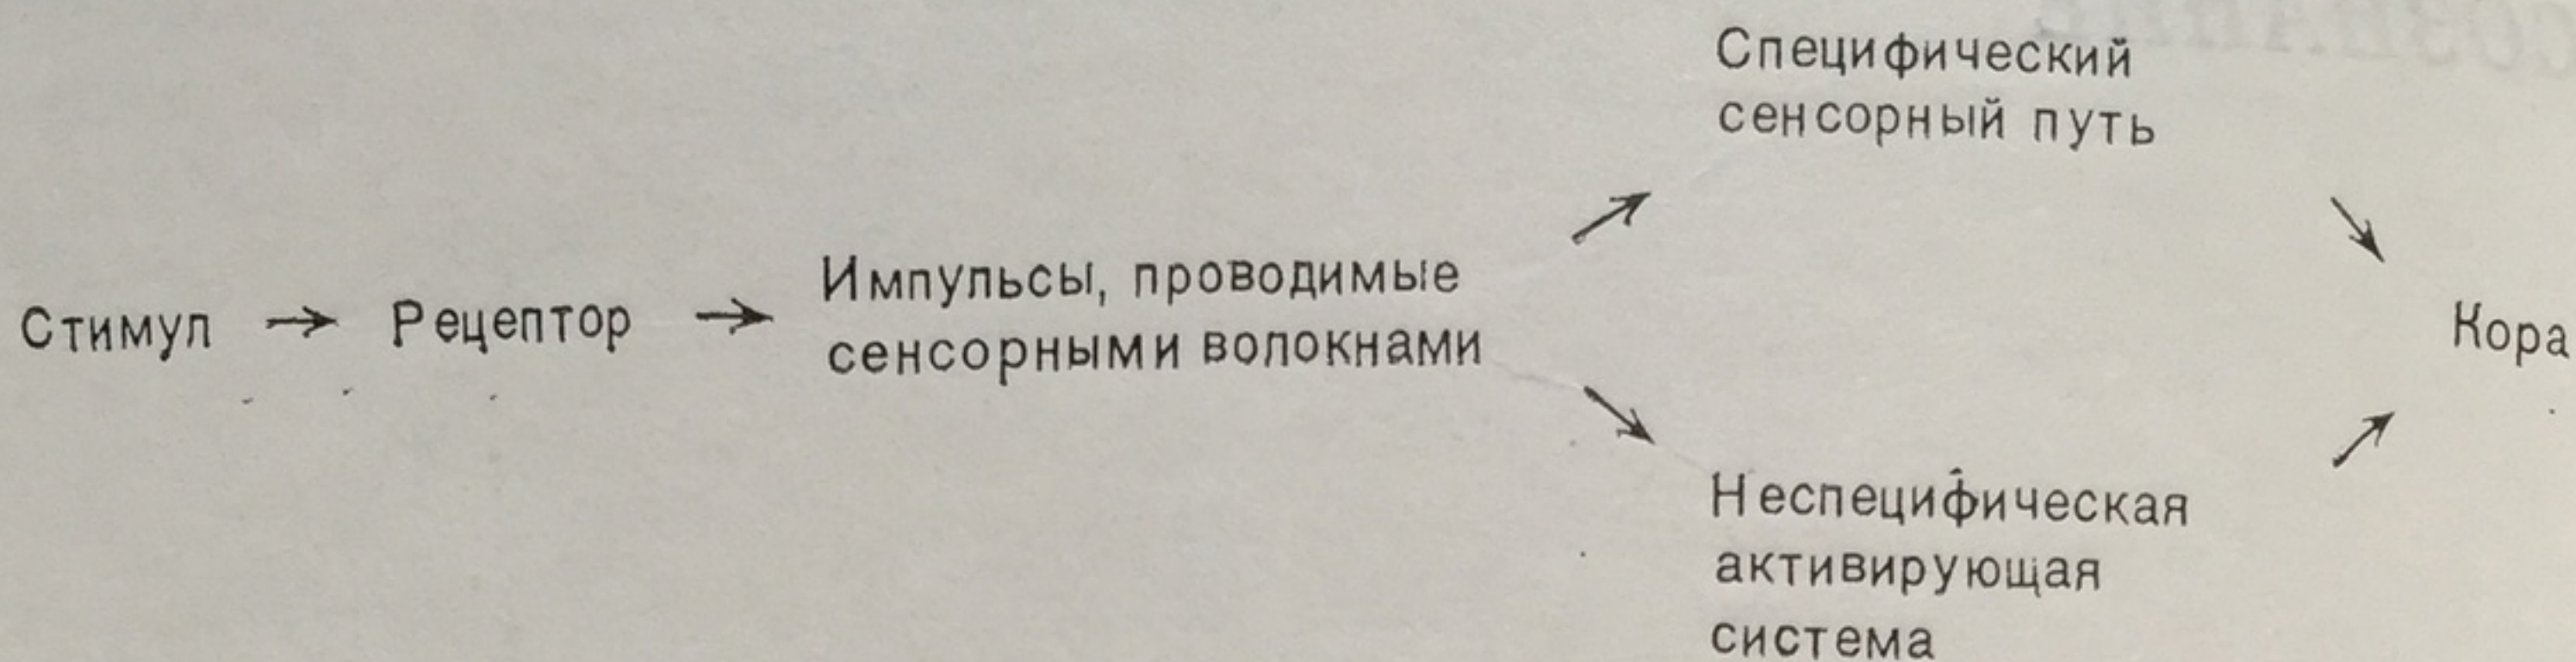 Специфический
сенсорный путь
Стимул → Рецептор → Импульсы, проводимые
сенсорными волокнами
Кора
Неспецифическая
активирующая
система